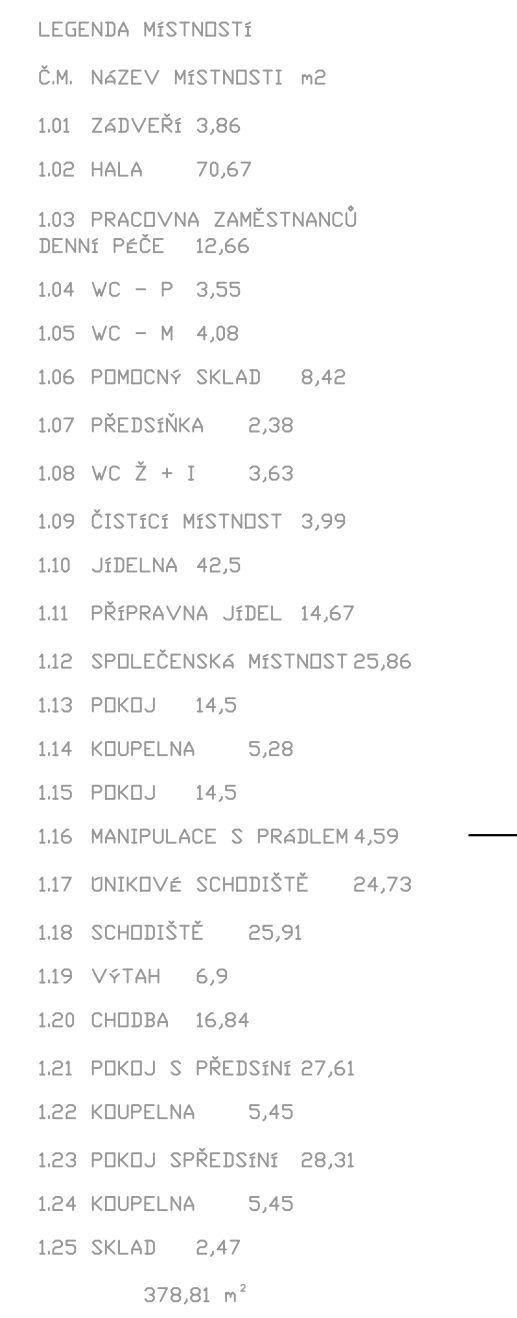 LEGENDA MÍSTNOSTÍ
Č.M. NÁZEV MÍSTNOSTI m2
1.01 ZÁDVEŘÍ 3,86
1.02 HALA 70,67
1.03 PRACOVNA ZAMĚSTNANCŮ
DENNÍ PÉČE 12,66
1.04 WC - P 3,55
1.05 WC - M 4,08
1.06 POMOCNÝ SKLAD 8,42
1.07 PŘEDSÍŇKA 2,38
1.08 WC Ž + I 3,63
1.09 ČISTÍCÍ MÍSTNOST 3,99
1.10 JÍDELNA 42,5
1.11 PŘÍPRAVNA JÍDEL 14,67
1.12 SPOLEČENSKÁ MÍSTNOST 25,86
1.13 POKOJ 14,5
1.14 KOUPELNA 5,28
1.15 POKOJ 14,5
1.16 MANIPULACE S PRÁDLEM 4,59
1.17 ÚNIKOVÉ SCHODIŠTĚ 24,73
1.18 SCHODIŠTĚ 25,91
1.19 VÝTAH 6,9
1.20 CHODBA 16,84
1.21 POKOJ S PŘEDSÍNÍ 27,61
1.22 KOUPELNA 5,45
1.23 POKOJ SPŘEDSÍNÍ 28,31
1.24 KOUPELNA 5,45
1.25 SKLAD 2,47
378,81 m²